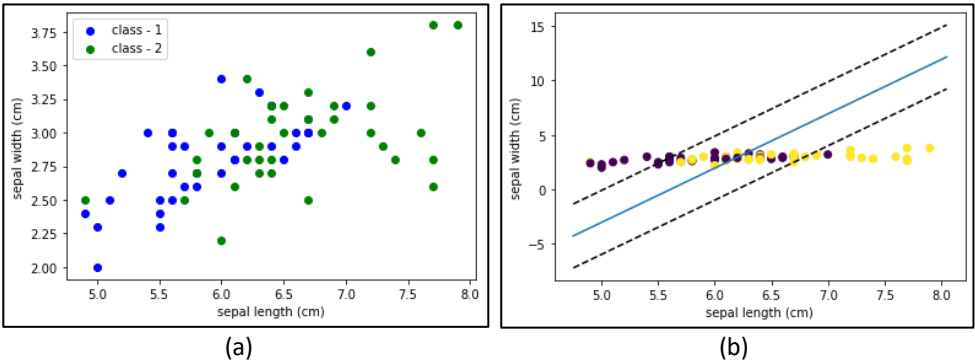 class - 1
class - 2
3.75
3.50
3.25
3.00
2.75
2.50
2.25
2.00
sepal width (cm)
5.0 5.5 6.0 6.5 7.0 7.5 8.0
sepal length (cm)
(a)
15
10
5
0
−5
sepal width (cm)
5.0 5.5 6.0 6.5 7.0 7.5 8.0
sepal length (cm)
(b)